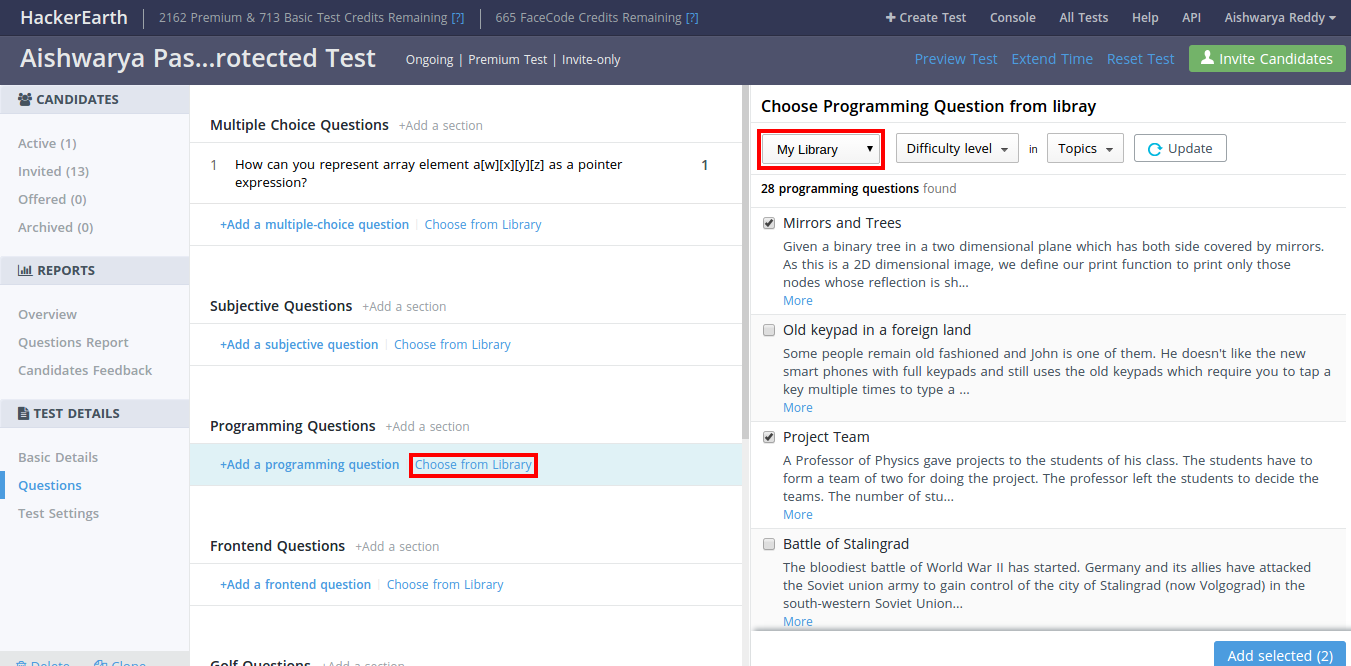 HackerEarth 2162 Premium & 713 Basic Test Credits Remaining [?] 665 FaceCode Credits Remaining [?] Create Test Console All Tests Help API Aishwarya Reddy
Aishwarya Pas...rotected Test Ongoing | Premium Test | Invite-only Preview Test Extend Time Reset Test Invite Candidates
CANDIDATES
Active (1)
Invited (13)
Offered (0)
Archived (0)
REPORTS
Overview
Questions Report
Candidates Feedback
TEST DETAILS
Basic Details
Questions
Test Settings
Delete Clone
Multiple Choice Questions +Add a section
1 How can you represent array element a[w][x][y][z] as a pointer 1
expression?
+Add a multiple-choice question Choose from Library
Subjective Questions +Add a section
+Add a subjective question Choose from Library
Programming Questions +Add a section
+Add a programming question Choose from Library
Frontend Questions +Add a section
+Add a frontend question Choose from Library
Golf Questions +Add a section
Choose Programming Question from libray
My Library Difficulty level in Topics Update
28 programming questions found
Mirrors and Trees
Given a binary tree in a two dimensional plane which has both side covered by mirrors.
As this is a 2D dimensional image, we define our print function to print only those
nodes whose reflection is sh...
More
Old keypad in a foreign land
Some people remain old fashioned and John is one of them. He doesn't like the new
smart phones with full keypads and still uses the old keypads which require you to tap a
key multiple times to type a ...
More
Project Team
A Professor of Physics gave projects to the students of his class. The students have to
form a team of two for doing the project. The professor left the students to decide the
teams. The number of stu...
More
Battle of Stalingrad
The bloodiest battle of World War II has started. Germany and its allies have attacked
the Soviet union army to gain control of the city of Stalingrad (now Volgograd) in the
south-western Soviet Union...
More
Add selected (2)